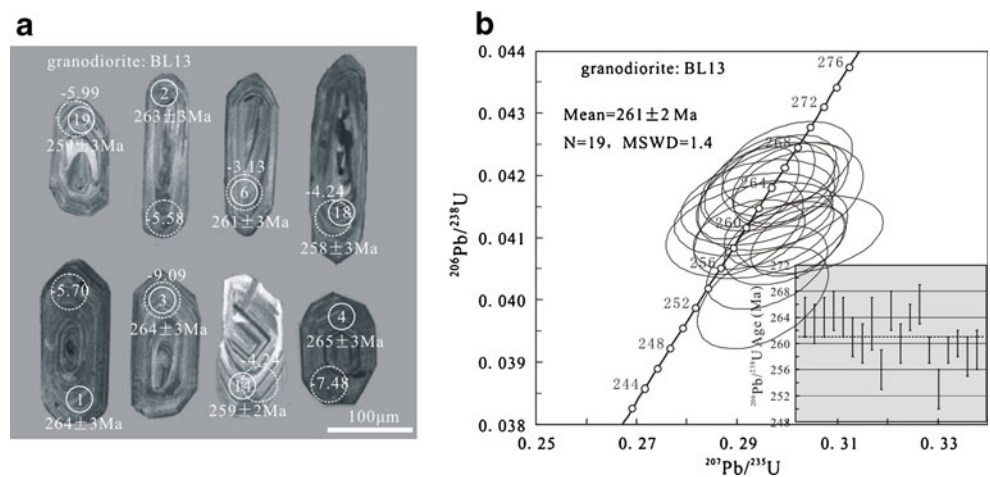 a
granodiorite: BL13
-5.99
19
259±3Ma
2
263±3Ma
-5.58
-3.13
6
261±3Ma
-4.24
18
258±3Ma
-5.70
1
264±3Ma
-9.09
3
264±3Ma
-4.24
14
259±2Ma
4
265±3Ma
-7.48
100μm
b
granodiorite: BL13
Mean=261±2 Ma
N=19, MSWD=1.4
0.044
0.043
0.042
0.041
0.040
0.039
0.038
²⁰⁶Pb/²³⁸U
276
272
268
264
260
256
252
248
244
0.25
0.27
0.29
0.31
0.33
²⁰⁷Pb/²³⁵U
272
268
264
260
256
252
248
²⁰⁶Pb/²³⁸U Age (Ma)